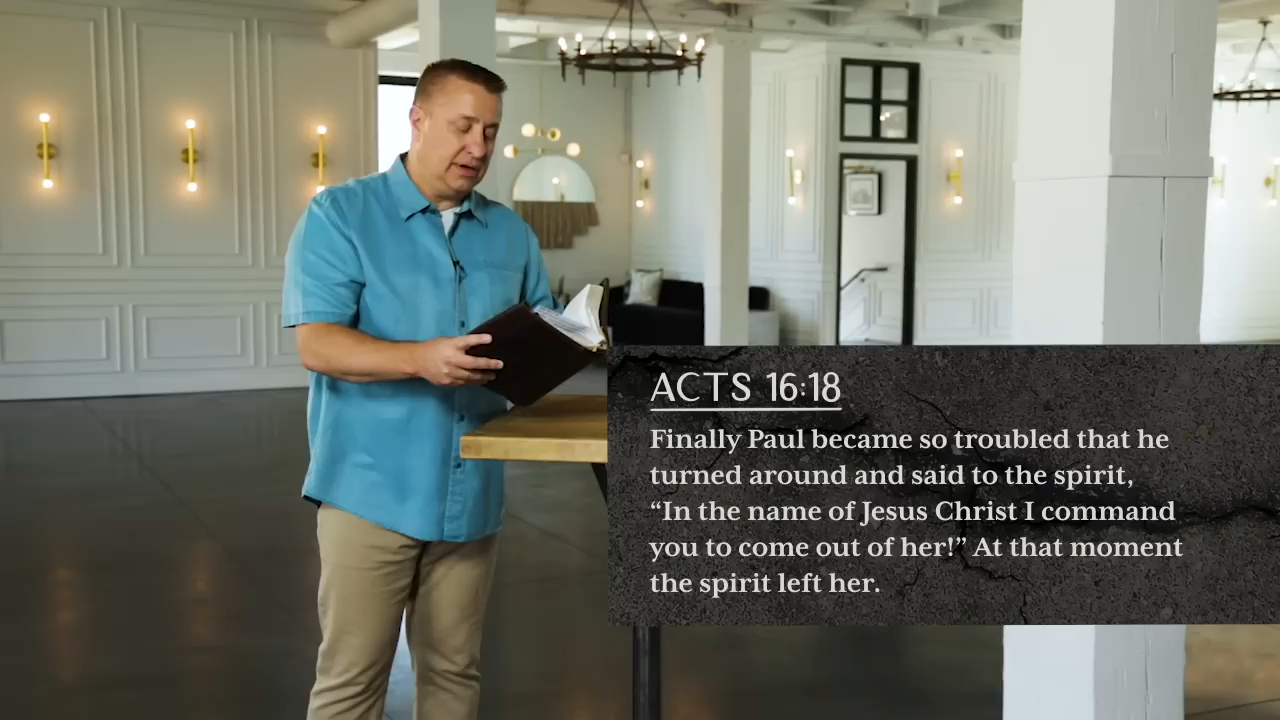 ACTS 16:18
Finally Paul became so troubled that he
turned around and said to the spirit,
“In the name of Jesus Christ I command
you to come out of her!” At that moment
the spirit left her.